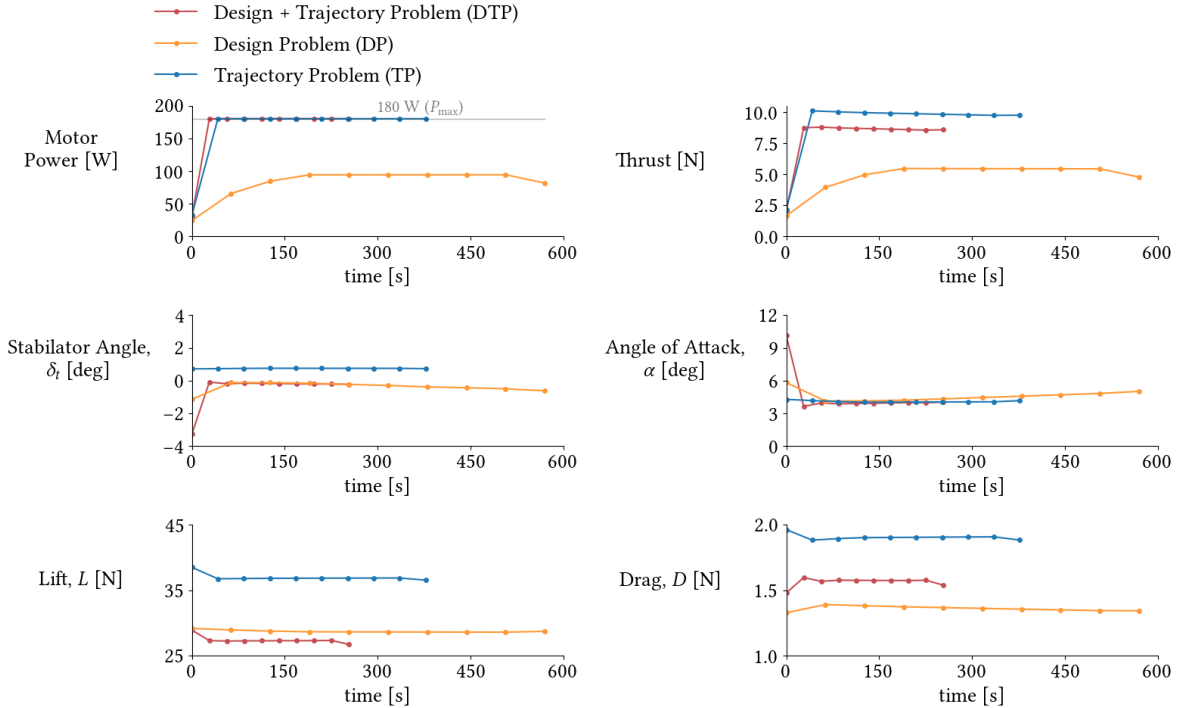 Design + Trajectory Problem (DTP)
Design Problem (DP)
Trajectory Problem (TP)
Motor
Power [W]
200
150
100
50
0
180 W (Pmax)
0 150 300 450 600
time [s]
Thrust [N]
10.0
7.5
5.0
2.5
0.0
0 150 300 450 600
time [s]
Stabilator Angle,
δt [deg]
4
2
0
−2
−4
0 150 300 450 600
time [s]
Angle of Attack,
α [deg]
12
9
6
3
0
0 150 300 450 600
time [s]
Lift, L [N]
45
35
25
0 150 300 450 600
time [s]
Drag, D [N]
2.0
1.5
1.0
0 150 300 450 600
time [s]